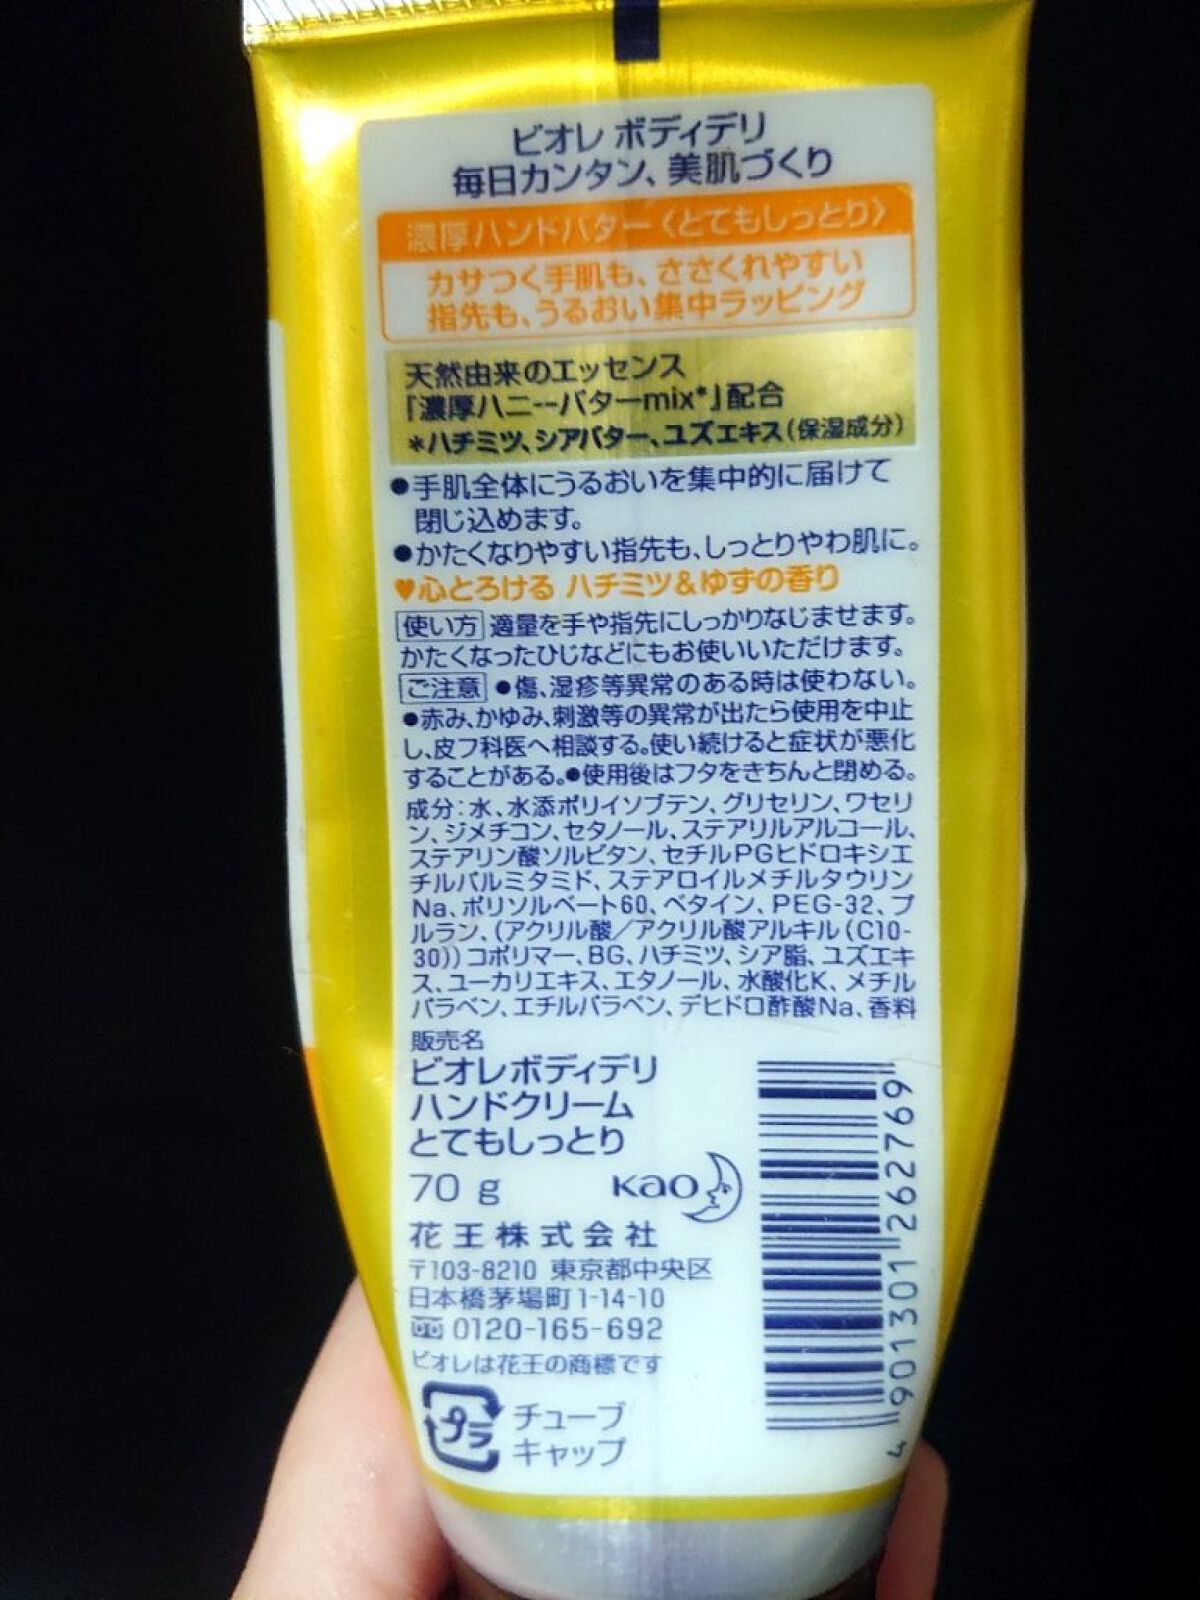 ビオレ ボディデリ
毎日カンタン、美肌づくり
濃厚ハンドバター〈とてもしっとり〉
カサつく手肌も、ささくれやすい
指先も、うるおい集中ラッピング
天然由来のエッセンス
「濃厚ハニーバターmix*」配合
*ハチミツ、シアバター、ユズエキス(保湿成分)
●手肌全体にうるおいを集中的に届けて
閉じ込めます。
●かたくなりやすい指先も、しっとりやわ肌に。
♥心とろける ハチミツ&ゆずの香り
使い方 適量を手や指先にしっかりなじませます。
かたくなったひじなどにもお使いいただけます。
ご注意 ●傷、湿疹等異常のある時は使わない。
●赤み、かゆみ、刺激等の異常が出たら使用を中止
し、皮フ科医へ相談する。使い続けると症状が悪化
することがある。●使用後はフタをきちんと閉める。
成分:水、水添ポリイソブテン、グリセリン、ワセリ
ン、ジメチコン、セタノール、ステアリルアルコール、
ステアリン酸ソルビタン、セチルPGヒドロキシエ
チルパルミタミド、ステアロイルメチルタウリン
Na、ポリソルベート60、ベタイン、PEG-32、プ
ルラン、(アクリル酸/アクリル酸アルキル(C10-
30))コポリマー、BG、ハチミツ、シア脂、ユズエキ
ス、ユーカリエキス、エタノール、水酸化K、メチル
パラベン、エチルパラベン、デヒドロ酢酸Na、香料
販売名
ビオレボディデリ
ハンドクリーム
とてもしっとり
70 g
Kao
花王株式会社
〒103-8210 東京都中央区
日本橋茅場町1-14-10
0120-165-692
ビオレは花王の商標です
プラ
チューブ
キャップ
4 901301 262769